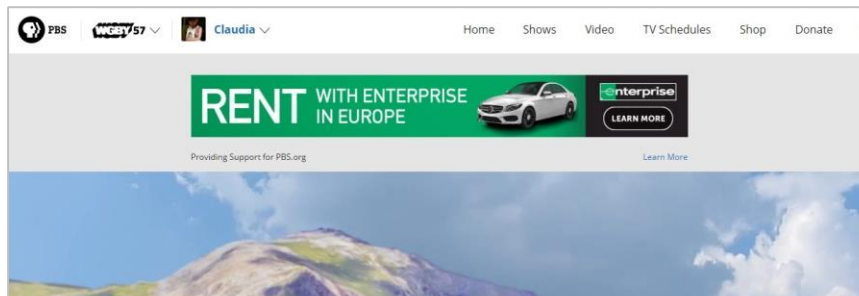 PBS WGBY 57 Claudia Home Shows Video TV Schedules Shop Donate
RENT WITH ENTERPRISE
IN EUROPE
enterprise
LEARN MORE
Providing Support for PBS.org Learn More